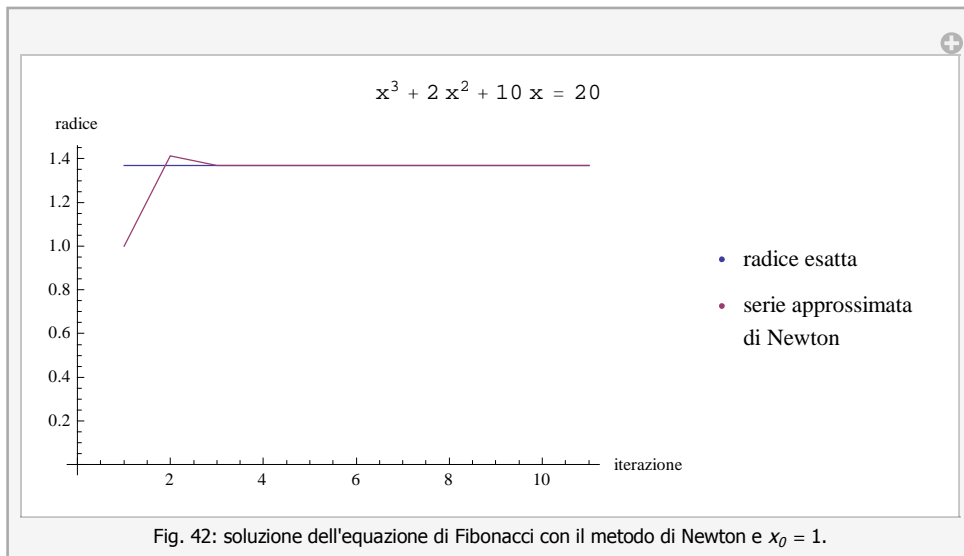 x³ + 2 x² + 10 x = 20
radice
1.4
1.2
1.0
0.8
0.6
0.4
0.2
2 4 6 8 10
iterazione
radice esatta
serie approssimata
di Newton
Fig. 42: soluzione dell'equazione di Fibonacci con il metodo di Newton e x₀ = 1.